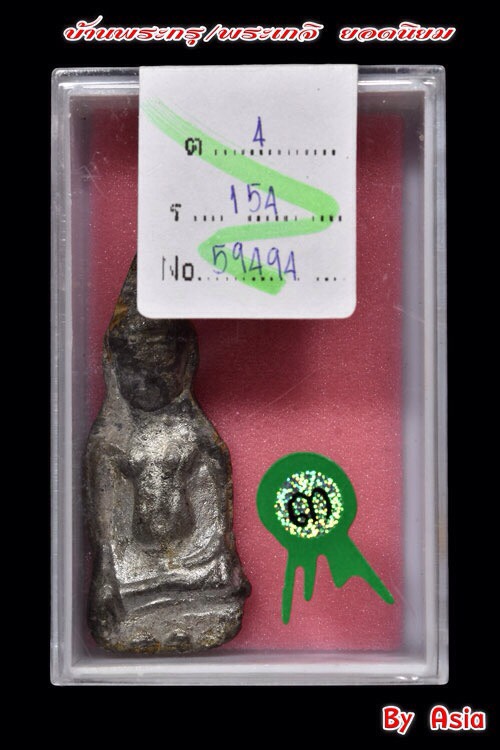 บ้านพระกรุ/พระเกจิ ยอดนิยม
ต ........ 4 ........
ร ..... 154 .......
No. 59494 ....
๓
By Asia